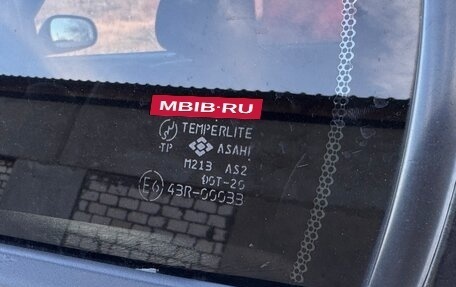 MBIB-RU
TEMPERLITE
TP ASAHI
M213 AS2
DOT-20
E6 43R-00033